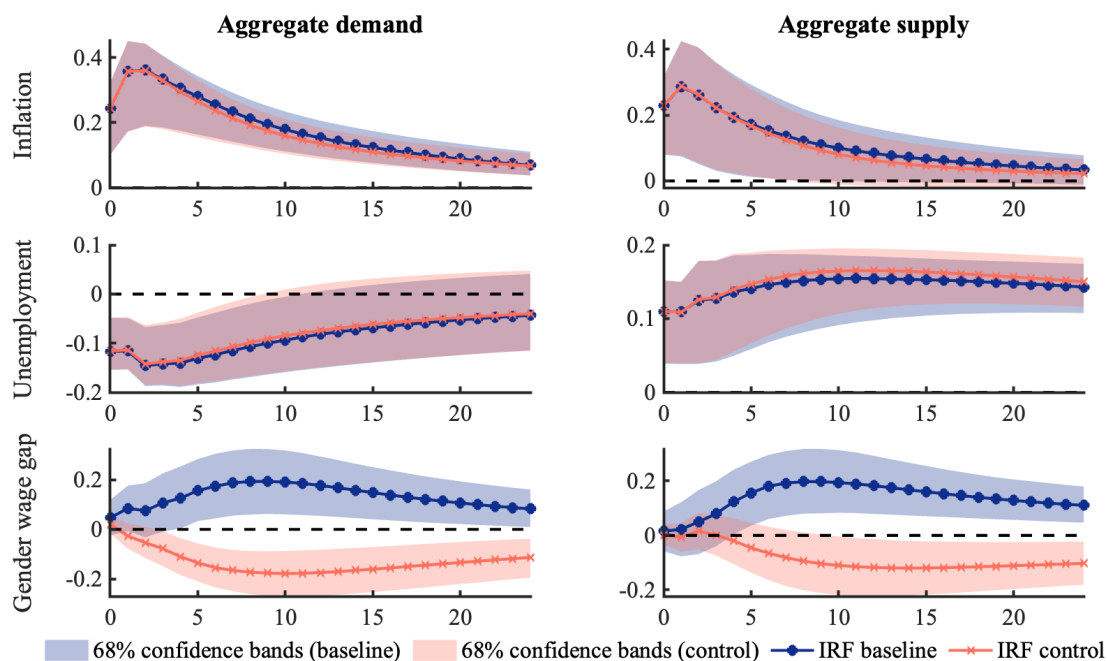 Aggregate demand
Aggregate supply
Inflation
0.4
0.2
0
0 5 10 15 20
0.4
0.2
0
0 5 10 15 20
Unemployment
0.1
0
-0.1
-0.2
0 5 10 15 20
0.2
0.1
0
0 5 10 15 20
Gender wage gap
0.2
0
-0.2
0 5 10 15 20
0.2
0
-0.2
0 5 10 15 20
68% confidence bands (baseline) 68% confidence bands (control) IRF baseline IRF control